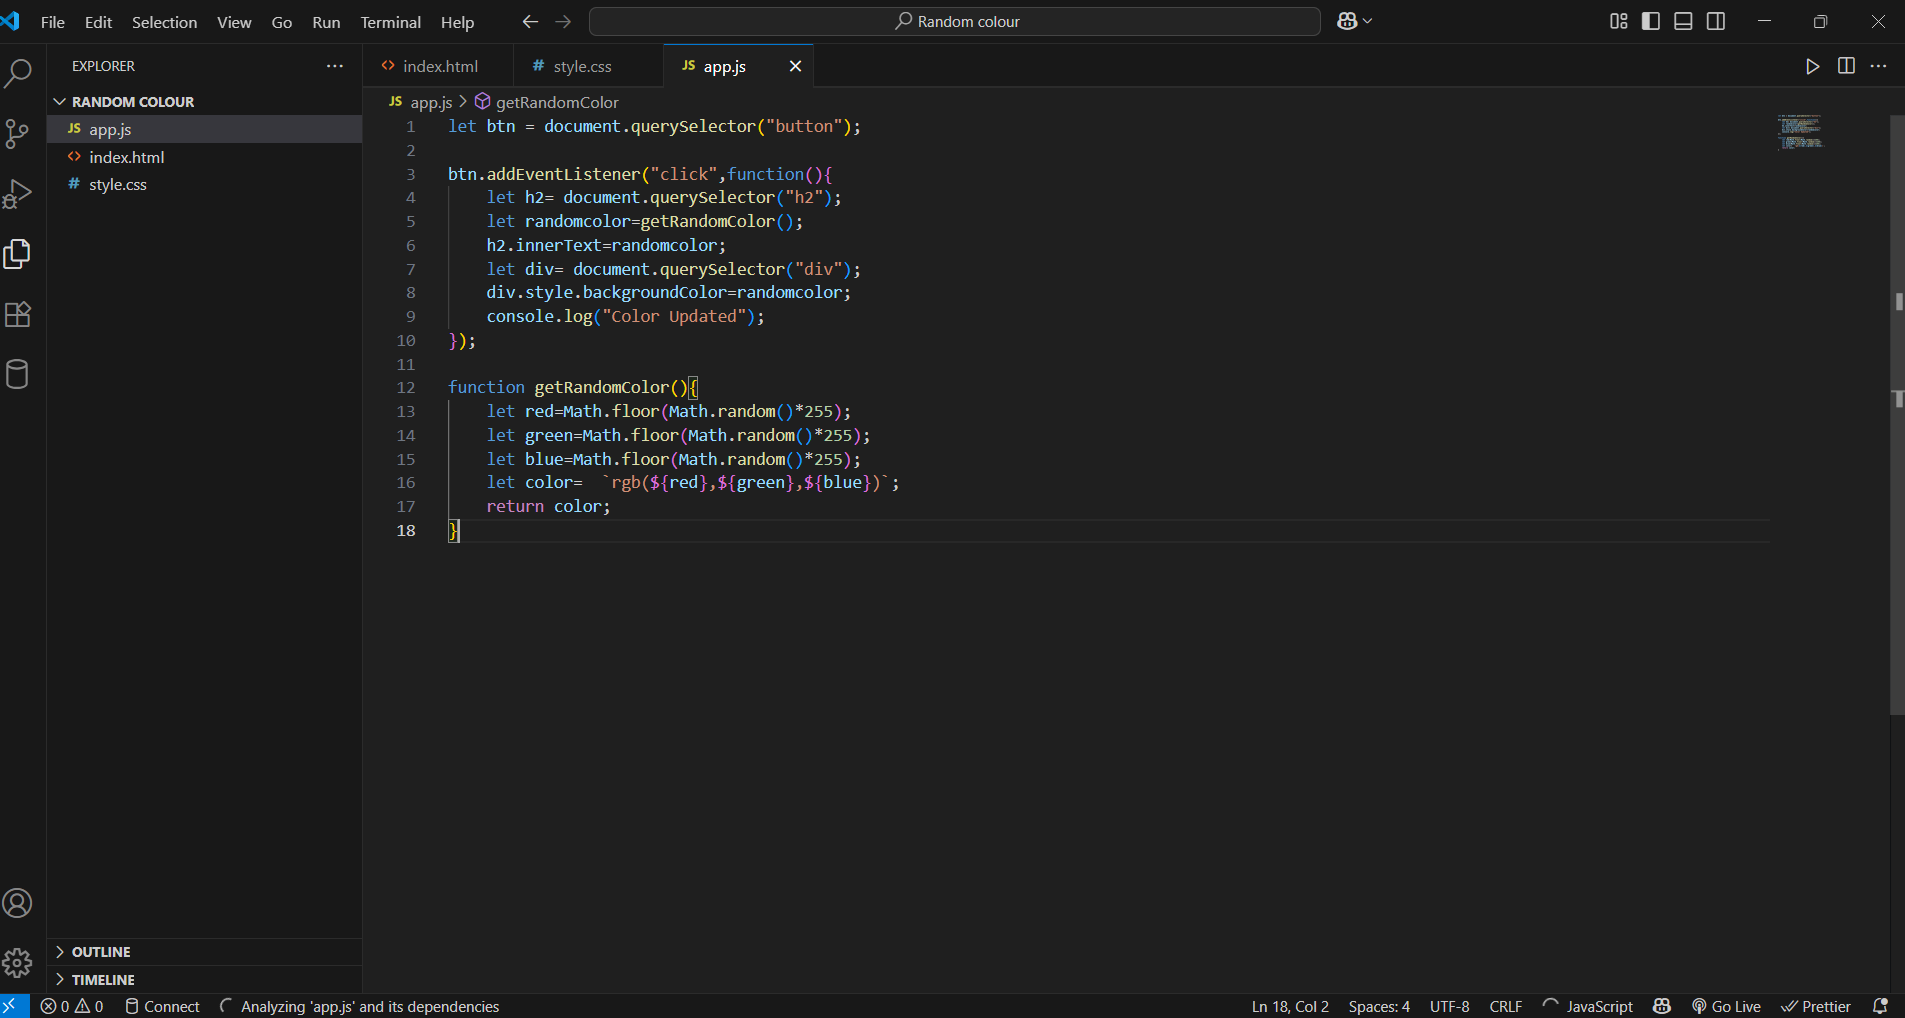 File Edit Selection View Go Run Terminal Help
Random colour
EXPLORER
RANDOM COLOUR
JS app.js
<> index.html
# style.css
OUTLINE
TIMELINE
<> index.html
# style.css
JS app.js
JS app.js > getRandomColor
1 let btn = document.querySelector("button");
2
3 btn.addEventListener("click",function(){
4     let h2= document.querySelector("h2");
5     let randomcolor=getRandomColor();
6     h2.innerText=randomcolor;
7     let div= document.querySelector("div");
8     div.style.backgroundColor=randomcolor;
9     console.log("Color Updated");
10 });
11
12 function getRandomColor(){
13     let red=Math.floor(Math.random()*255);
14     let green=Math.floor(Math.random()*255);
15     let blue=Math.floor(Math.random()*255);
16     let color=  `rgb(${red},${green},${blue})`;
17     return color;
18 }
0 0 Connect Analyzing 'app.js' and its dependencies Ln 18, Col 2 Spaces: 4 UTF-8 CRLF JavaScript Go Live Prettier